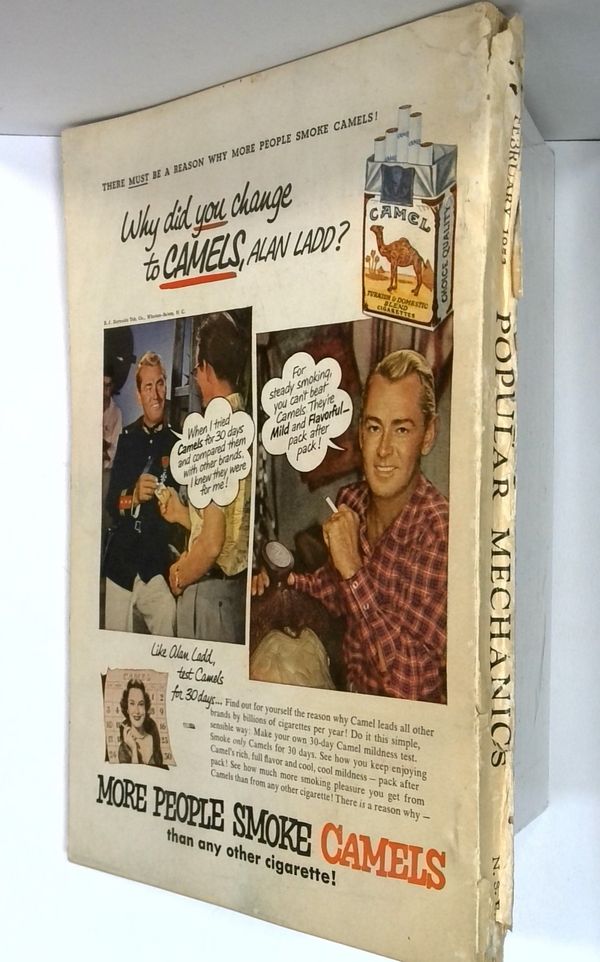 THERE MUST BE A REASON WHY MORE PEOPLE SMOKE CAMELS!
Why did you change
to CAMELS, ALAN LADD?
CAMEL
TURKISH & DOMESTIC
BLEND
CIGARETTES
CHOICE QUALITY
R. J. Reynolds Tob. Co., Winston-Salem, N. C.
When I tried
Camels for 30 days
and compared them
with other brands,
I knew they were
for me!
For
steady smoking,
you can't beat
Camels. They're
Mild and Flavorful—
pack after
pack!
Like Alan Ladd,
test Camels
for 30 days...
CAMEL
Find out for yourself the reason why Camel leads all other
brands by billions of cigarettes per year! Do it this simple,
sensible way: Make your own 30-day Camel mildness test.
Smoke only Camels for 30 days. See how you keep enjoying
Camel's rich, full flavor and cool, cool mildness — pack after
pack! See how much more smoking pleasure you get from
Camels than from any other cigarette! There is a reason why —
MORE PEOPLE SMOKE CAMELS
than any other cigarette!
FEBRUARY
POPULAR MECHANICS